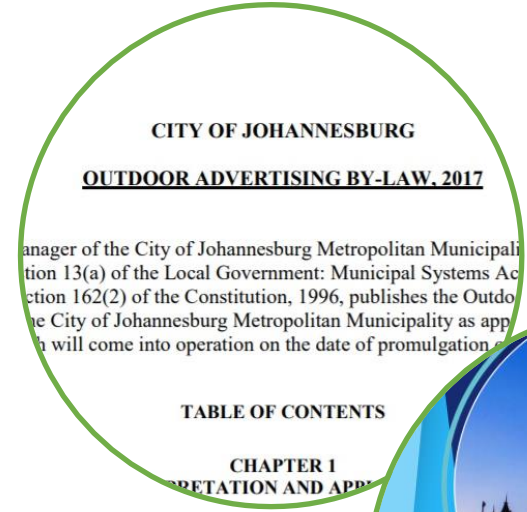 CITY OF JOHANNESBURG
OUTDOOR ADVERTISING BY-LAW, 2017
anager of the City of Johannesburg Metropolitan Municipali
tion 13(a) of the Local Government: Municipal Systems Ac
ction 162(2) of the Constitution, 1996, publishes the Outdo
e City of Johannesburg Metropolitan Municipality as app
h will come into operation on the date of promulgation
TABLE OF CONTENTS
CHAPTER 1
RETATION AND APP